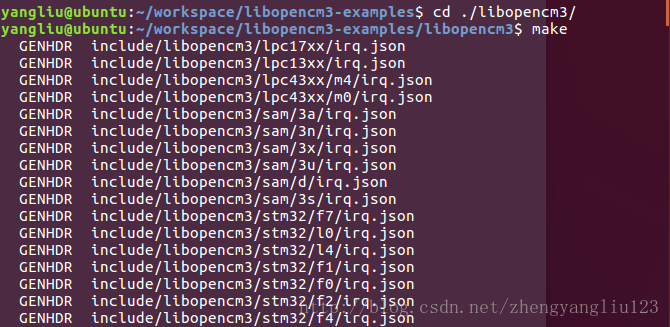 yangliu@ubuntu:~/workspace/libopencm3-examples$ cd ./libopencm3/
yangliu@ubuntu:~/workspace/libopencm3-examples/libopencm3$ make
GENHDR  include/libopencm3/lpc17xx/irq.json
GENHDR  include/libopencm3/lpc13xx/irq.json
GENHDR  include/libopencm3/lpc43xx/m4/irq.json
GENHDR  include/libopencm3/lpc43xx/m0/irq.json
GENHDR  include/libopencm3/sam/3a/irq.json
GENHDR  include/libopencm3/sam/3n/irq.json
GENHDR  include/libopencm3/sam/3x/irq.json
GENHDR  include/libopencm3/sam/3u/irq.json
GENHDR  include/libopencm3/sam/d/irq.json
GENHDR  include/libopencm3/sam/3s/irq.json
GENHDR  include/libopencm3/stm32/f7/irq.json
GENHDR  include/libopencm3/stm32/l0/irq.json
GENHDR  include/libopencm3/stm32/l4/irq.json
GENHDR  include/libopencm3/stm32/f1/irq.json
GENHDR  include/libopencm3/stm32/f0/irq.json
GENHDR  include/libopencm3/stm32/f2/irq.json
GENHDR  include/libopencm3/stm32/f4/irq.json
http://blog.csdn.net/zhengyangliu123